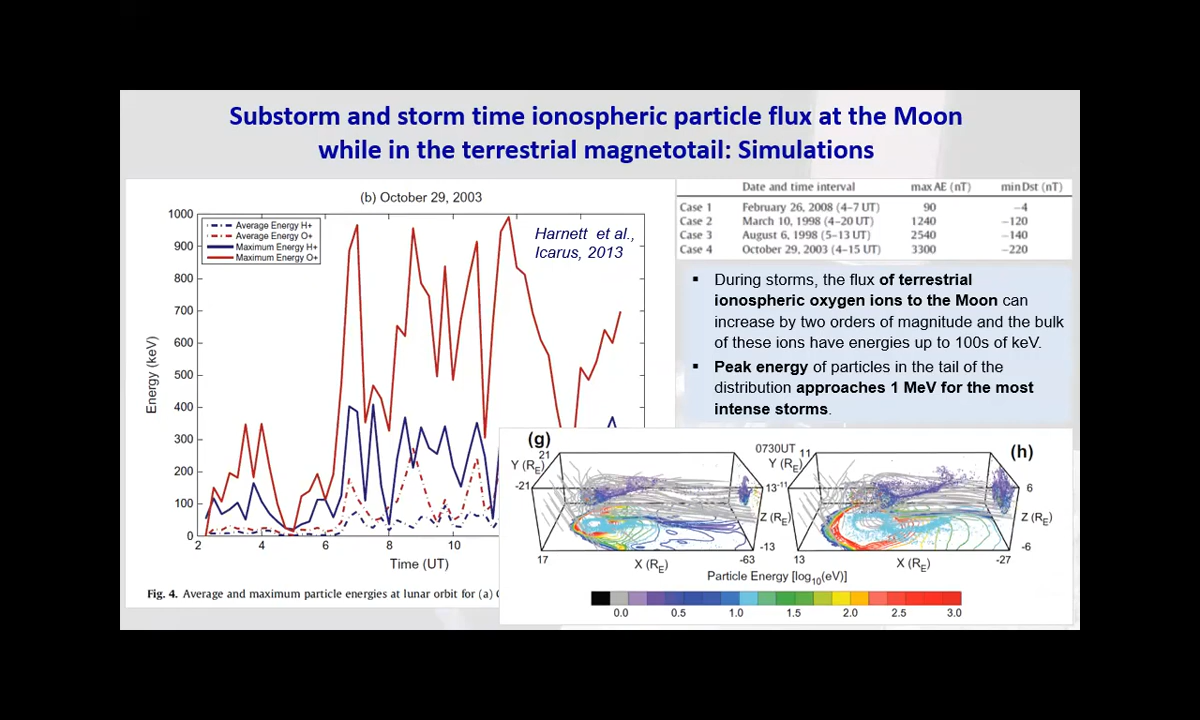 Substorm and storm time ionospheric particle flux at the Moon
while in the terrestrial magnetotail: Simulations
(b) October 29, 2003
1000
900
800
700
600
500
400
300
200
100
0
Energy (keV)
Average Energy H+
Average Energy O+
Maximum Energy H+
Maximum Energy O+
Harnett et al.,
Icarus, 2013
2 4 6 8 10
Time (UT)
Fig. 4. Average and maximum particle energies at lunar orbit for (a)
Date and time interval max AE (nT) min Dst (nT)
Case 1 February 26, 2008 (4–7 UT) 90 −4
Case 2 March 10, 1998 (4–20 UT) 1240 −120
Case 3 August 6, 1998 (5–13 UT) 2540 −140
Case 4 October 29, 2003 (4–15 UT) 3300 −220
▪ During storms, the flux of terrestrial
ionospheric oxygen ions to the Moon can
increase by two orders of magnitude and the bulk
of these ions have energies up to 100s of keV.
▪ Peak energy of particles in the tail of the
distribution approaches 1 MeV for the most
intense storms.
(g) 0730UT (h)
21 11
Y (RE) Y (RE)
-21 13 -11 6
Z (RE) Z (RE)
-13 -6
17 X (RE) -63 13 X (RE) -27
Particle Energy [log10(eV)]
0.0 0.5 1.0 1.5 2.0 2.5 3.0